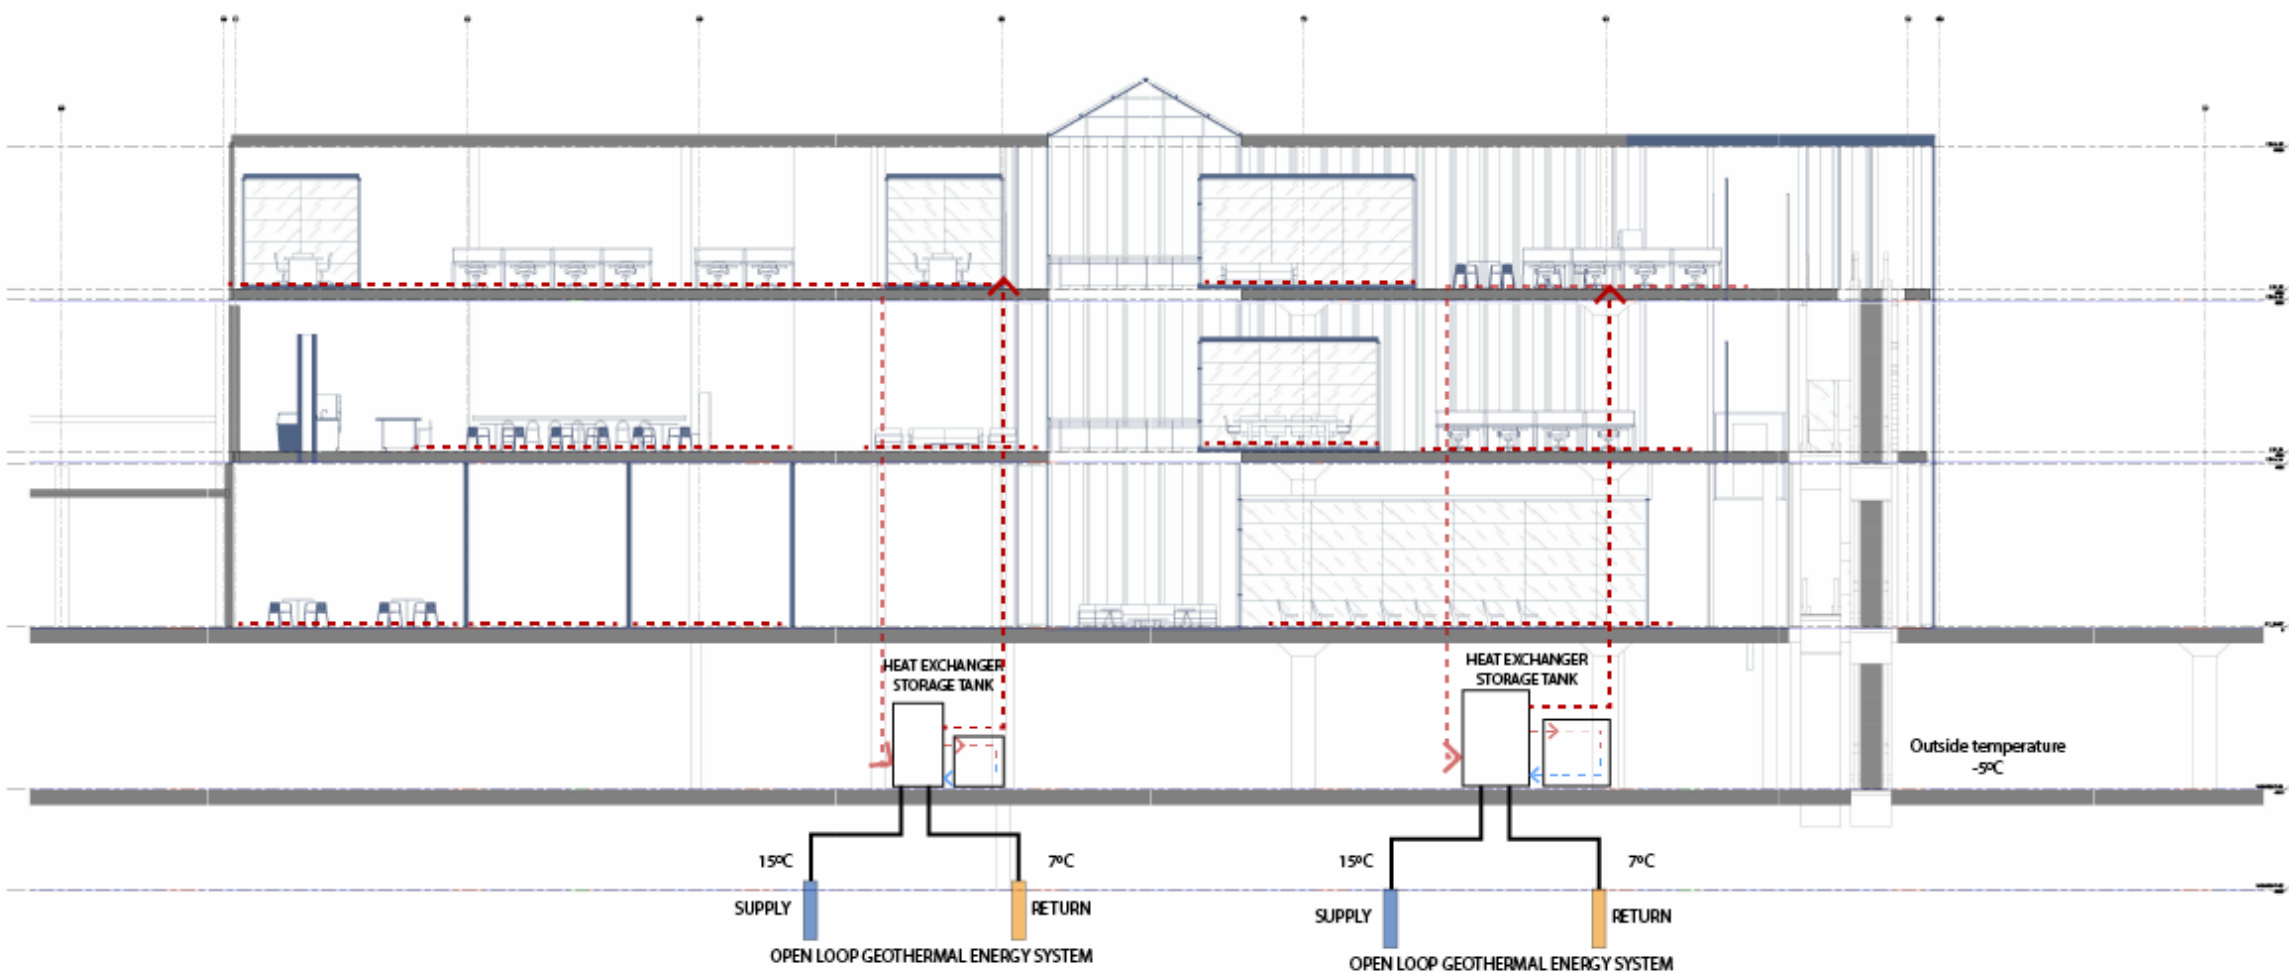 HEAT EXCHANGER
STORAGE TANK
HEAT EXCHANGER
STORAGE TANK
Outside temperature
-5ºC
15ºC
7ºC
15ºC
7ºC
SUPPLY
RETURN
SUPPLY
RETURN
OPEN LOOP GEOTHERMAL ENERGY SYSTEM
OPEN LOOP GEOTHERMAL ENERGY SYSTEM